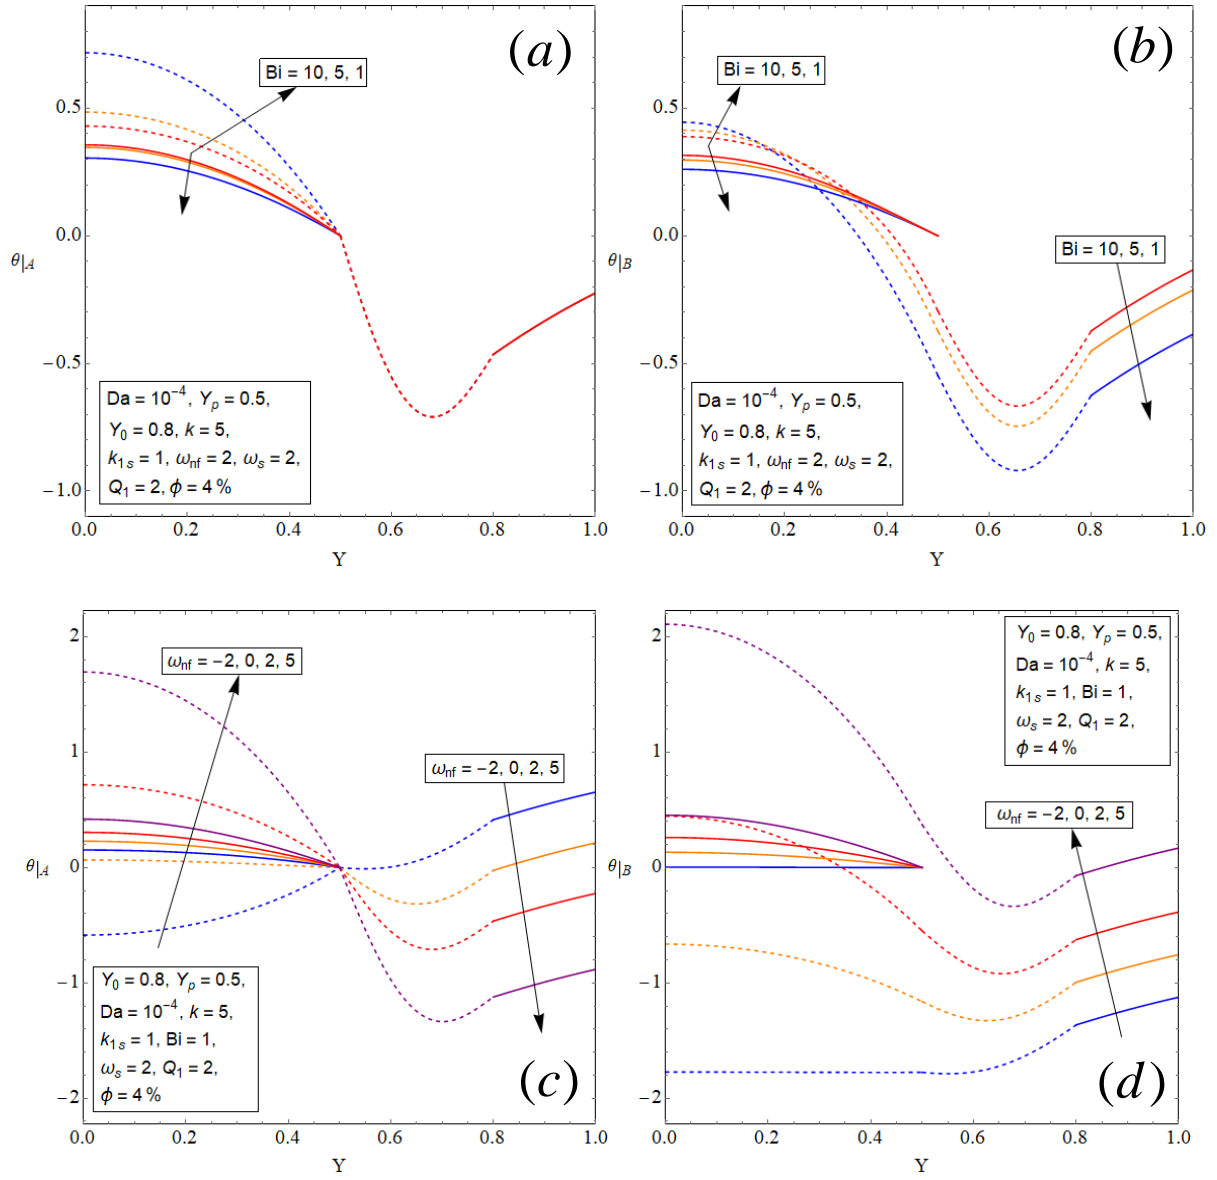 (a)
Bi = 10, 5, 1
0.5
0.0
θ|A
−0.5
−1.0
Da = 10⁻⁴, Yₚ = 0.5,
Y₀ = 0.8, k = 5,
k₁ₛ = 1, ωnf = 2, ωₛ = 2,
Q₁ = 2, ϕ = 4 %
0.0 0.2 0.4 0.6 0.8 1.0
Y
(b)
Bi = 10, 5, 1
0.5
0.0
θ|B
Bi = 10, 5, 1
−0.5
−1.0
Da = 10⁻⁴, Yₚ = 0.5,
Y₀ = 0.8, k = 5,
k₁ₛ = 1, ωnf = 2, ωₛ = 2,
Q₁ = 2, ϕ = 4 %
0.0 0.2 0.4 0.6 0.8 1.0
Y
2
ωnf = −2, 0, 2, 5
1
ωnf = −2, 0, 2, 5
θ|A
0
−1
−2
Y₀ = 0.8, Yₚ = 0.5,
Da = 10⁻⁴, k = 5,
k₁ₛ = 1, Bi = 1,
ωₛ = 2, Q₁ = 2,
ϕ = 4 %
(c)
0.0 0.2 0.4 0.6 0.8 1.0
Y
2
Y₀ = 0.8, Yₚ = 0.5,
Da = 10⁻⁴, k = 5,
k₁ₛ = 1, Bi = 1,
ωₛ = 2, Q₁ = 2,
ϕ = 4 %
1
ωnf = −2, 0, 2, 5
θ|B
0
−1
−2
(d)
0.0 0.2 0.4 0.6 0.8 1.0
Y